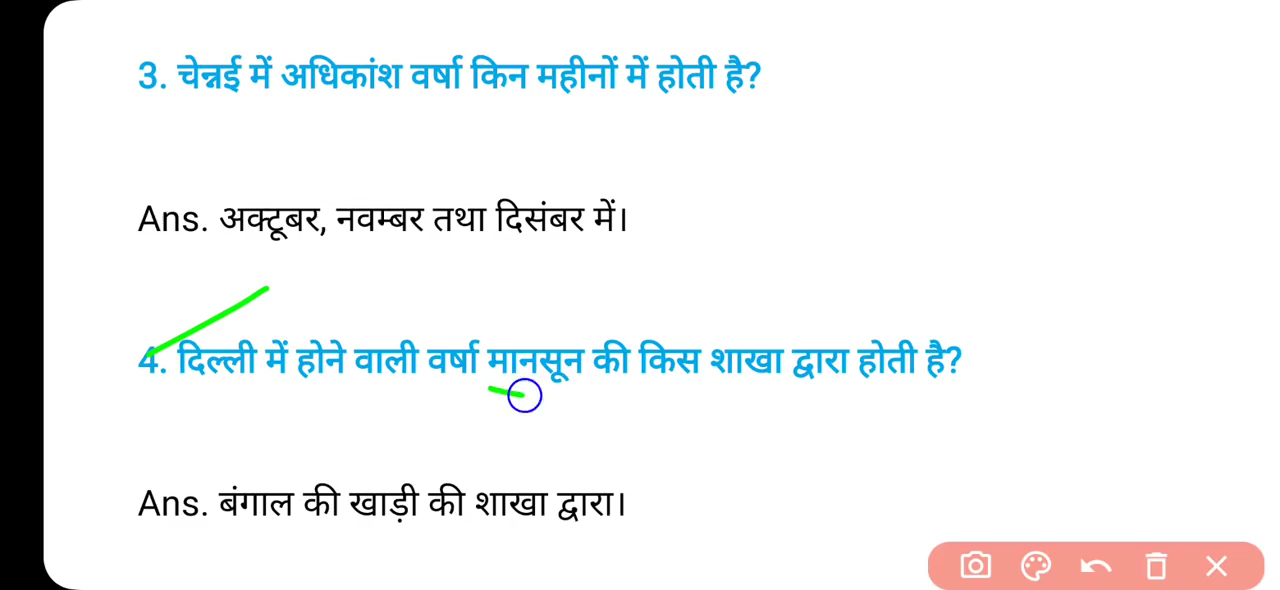 3. चेन्नई में अधिकांश वर्षा किन महीनों में होती है?
Ans. अक्टूबर, नवम्बर तथा दिसंबर में।
4. दिल्ली में होने वाली वर्षा मानसून की किस शाखा द्वारा होती है?
Ans. बंगाल की खाड़ी की शाखा द्वारा।